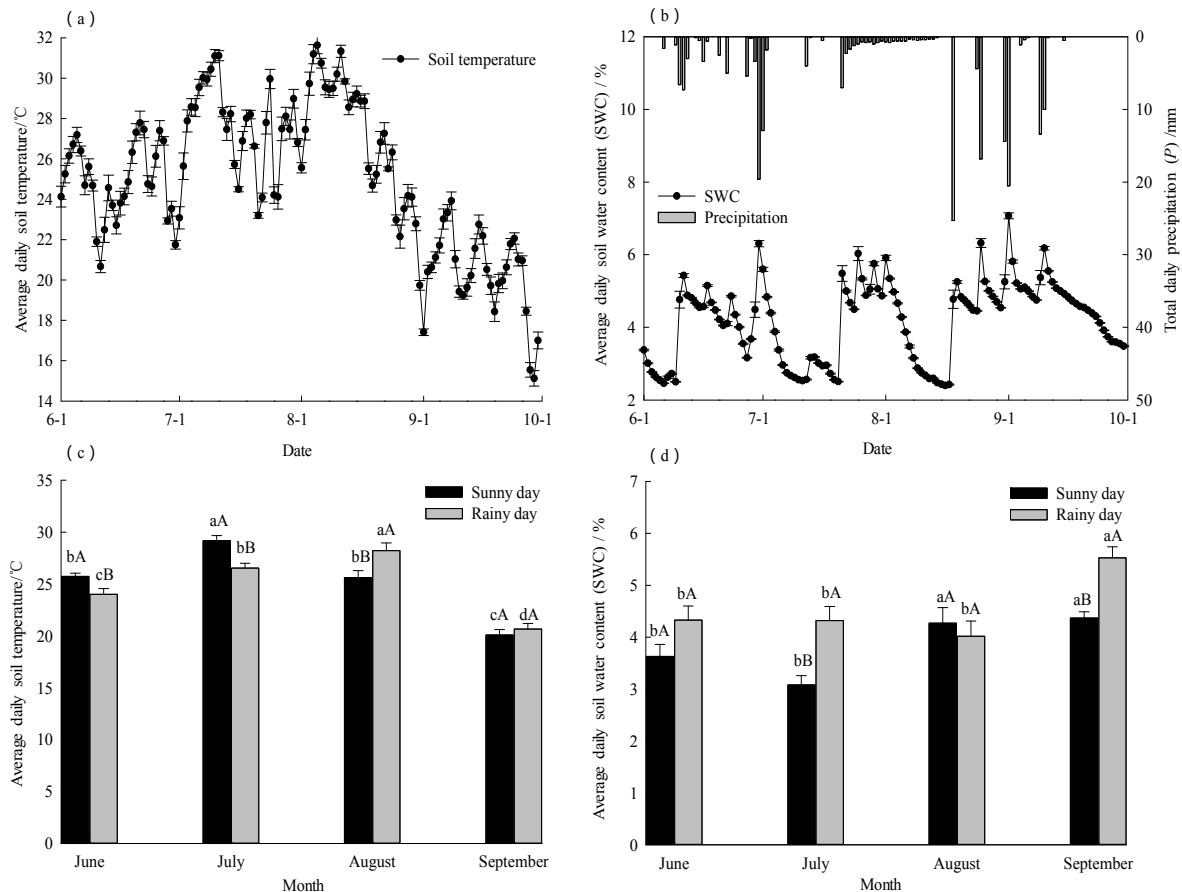 ( a )
Average daily soil temperature/℃
32
30
28
26
24
22
20
18
16
14
Soil temperature
6-1
7-1
8-1
9-1
10-1
Date
( b )
Average daily soil water content (SWC) / %
12
10
8
6
4
2
SWC
Precipitation
0
10
20
30
40
50
Total daily precipitation (P) /mm
6-1
7-1
8-1
9-1
10-1
Date
( c )
Average daily soil temperature/℃
35
30
25
20
15
10
5
0
Sunny day
Rainy day
bA
cB
aA
bB
bB
aA
cA
dA
June
July
August
September
Month
( d )
Average daily soil water content (SWC) / %
7
6
5
4
3
2
1
0
Sunny day
Rainy day
bA
bA
bB
bA
aA
bA
aB
aA
June
July
August
September
Month